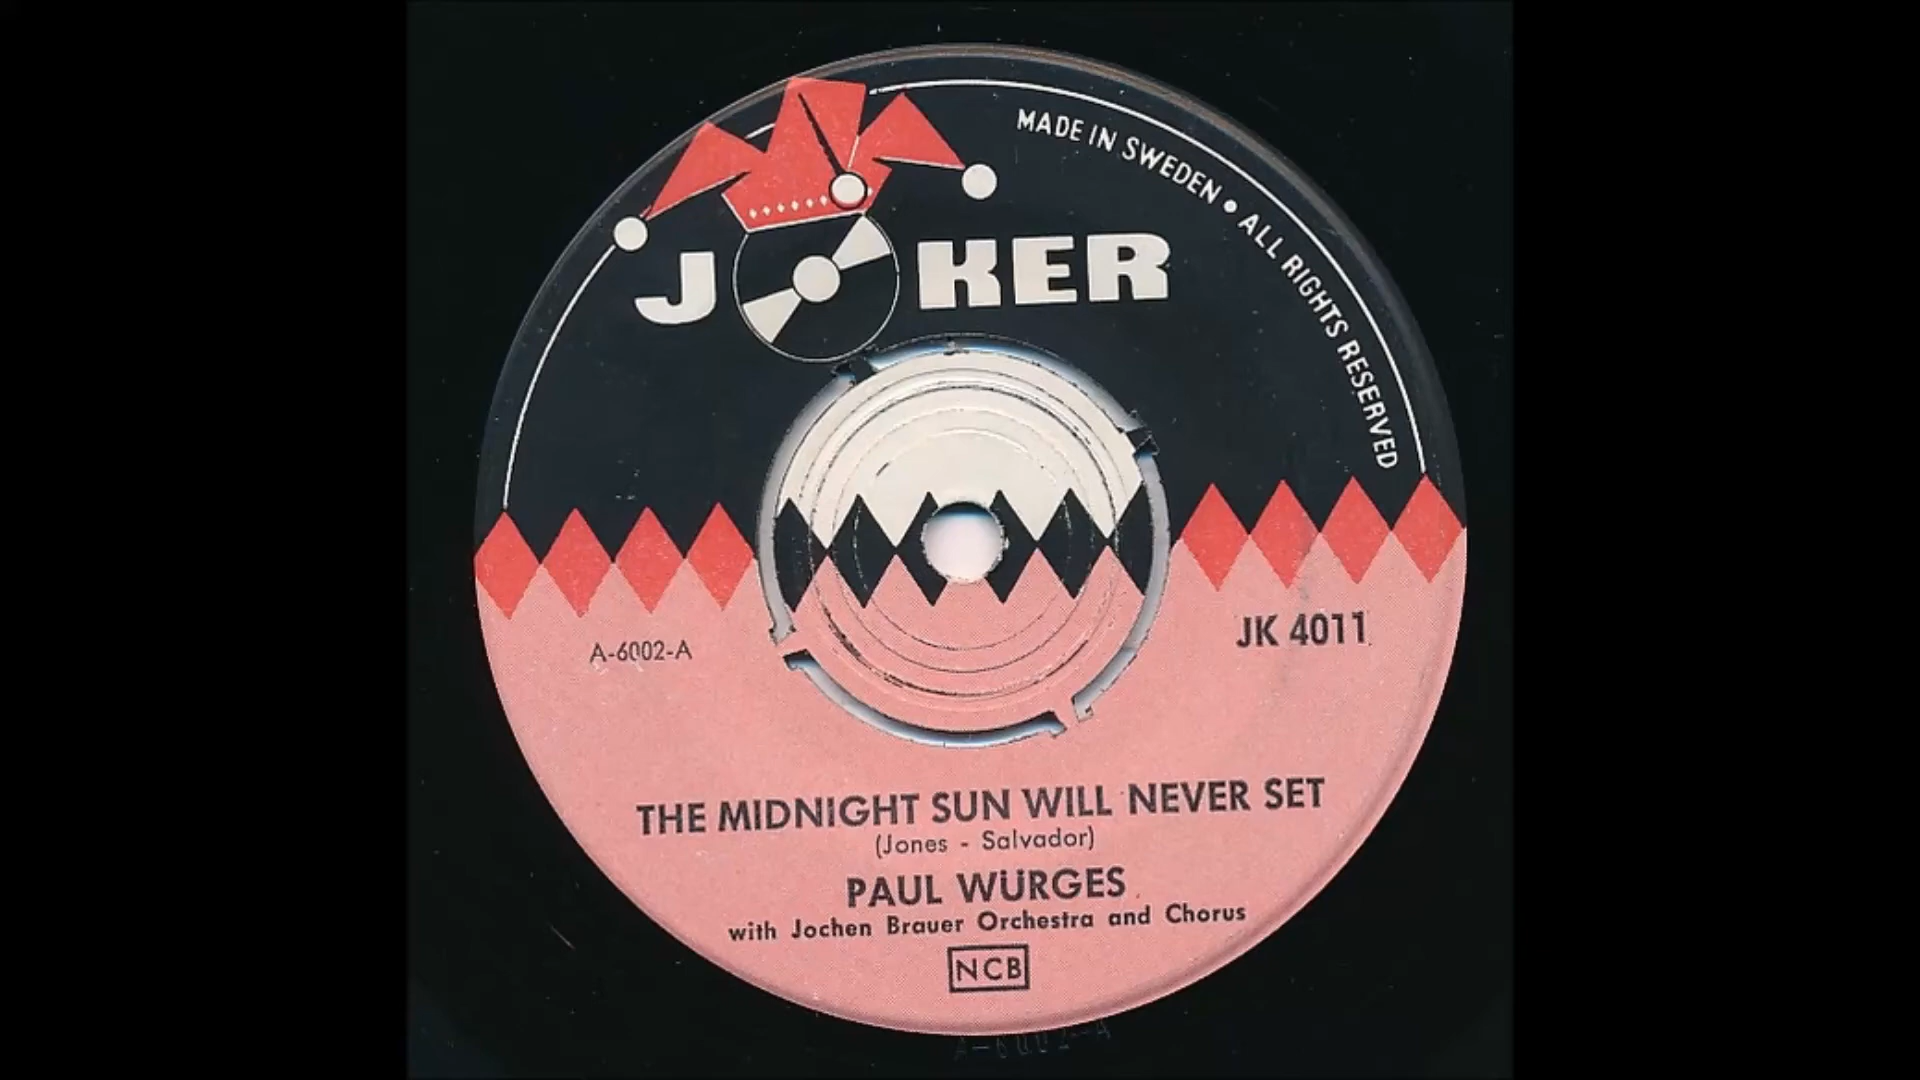 MADE IN SWEDEN • ALL RIGHTS RESERVED
JOKER
A-6002-A
JK 4011
THE MIDNIGHT SUN WILL NEVER SET
(Jones - Salvador)
PAUL WÜRGES
with Jochen Brauer Orchestra and Chorus
NCB
A-6002-A